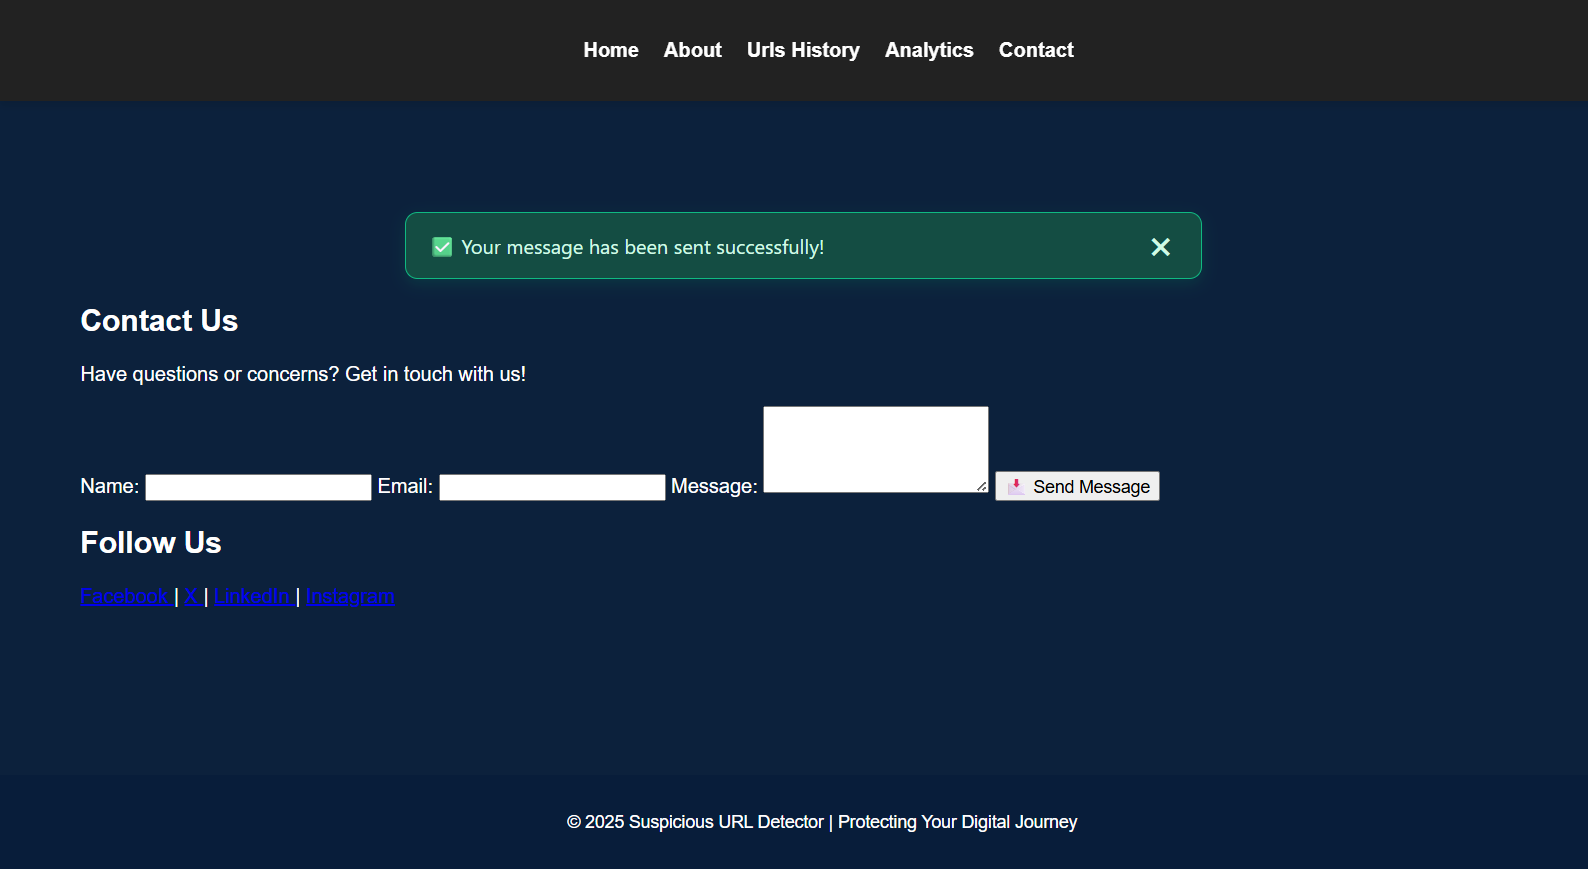 Home About Urls History Analytics Contact
✅ Your message has been sent successfully! ✕
Contact Us
Have questions or concerns? Get in touch with us!
Name: Email: Message: 📩 Send Message
Follow Us
Facebook | X | LinkedIn | Instagram
© 2025 Suspicious URL Detector | Protecting Your Digital Journey